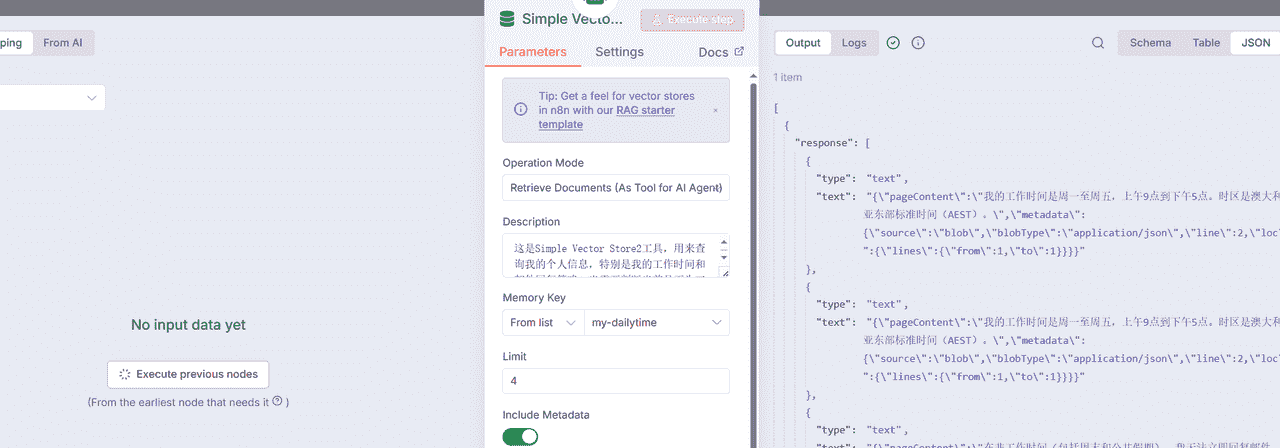 Simple Vecto...
Execute step
ping
From AI
Parameters
Settings
Docs
Output
Logs
Schema
Table
JSON
1 item
Tip: Get a feel for vector stores
in n8n with our RAG starter
template
Operation Mode
Retrieve Documents (As Tool for AI Agent)
Description
这是Simple Vector Store2工具，用来查
询我的个人信息，特别是我的工作时间和
Memory Key
From list
my-dailytime
Limit
4
Include Metadata
No input data yet
Execute previous nodes
(From the earliest node that needs it ? )
[
{
"response": [
{
"type": "text",
"text": "{\"pageContent\":\"我的工作时间是周一至周五，上午9点到下午5点。时区是澳大利
亚东部标准时间（AEST）。\",\"metadata\":
{\"source\":\"blob\",\"blobType\":\"application/json\",\"line\":2,\"loc\
":{\"lines\":{\"from\":1,\"to\":1}}}}"
},
{
"type": "text",
"text": "{\"pageContent\":\"我的工作时间是周一至周五，上午9点到下午5点。时区是澳大利
亚东部标准时间（AEST）。\",\"metadata\":
{\"source\":\"blob\",\"blobType\":\"application/json\",\"line\":2,\"loc\
":{\"lines\":{\"from\":1,\"to\":1}}}}"
},
{
"type": "text",